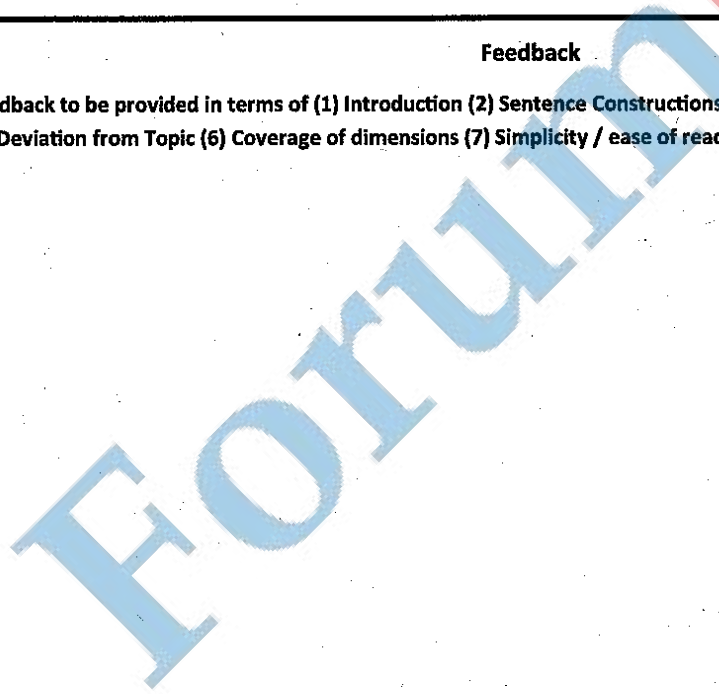 Feedback
dback to be provided in terms of (1) Introduction (2) Sentence Constructions
Deviation from Topic (6) Coverage of dimensions (7) Simplicity / ease of read
Forum